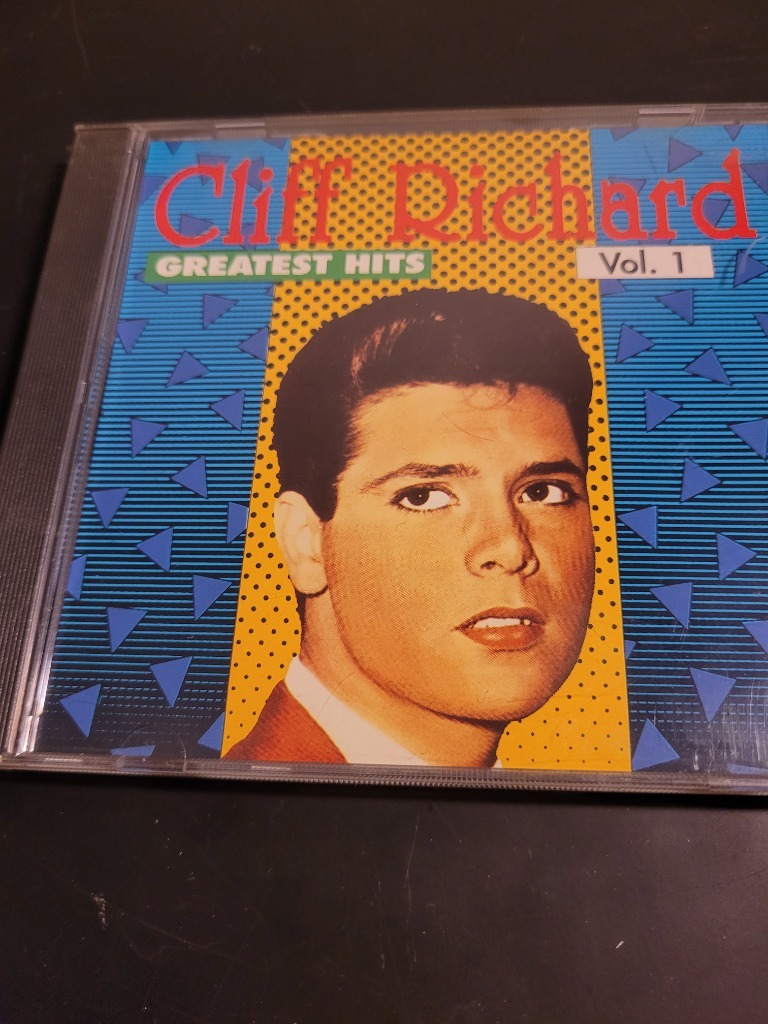 Cliff Richard
GREATEST HITS
Vol. 1